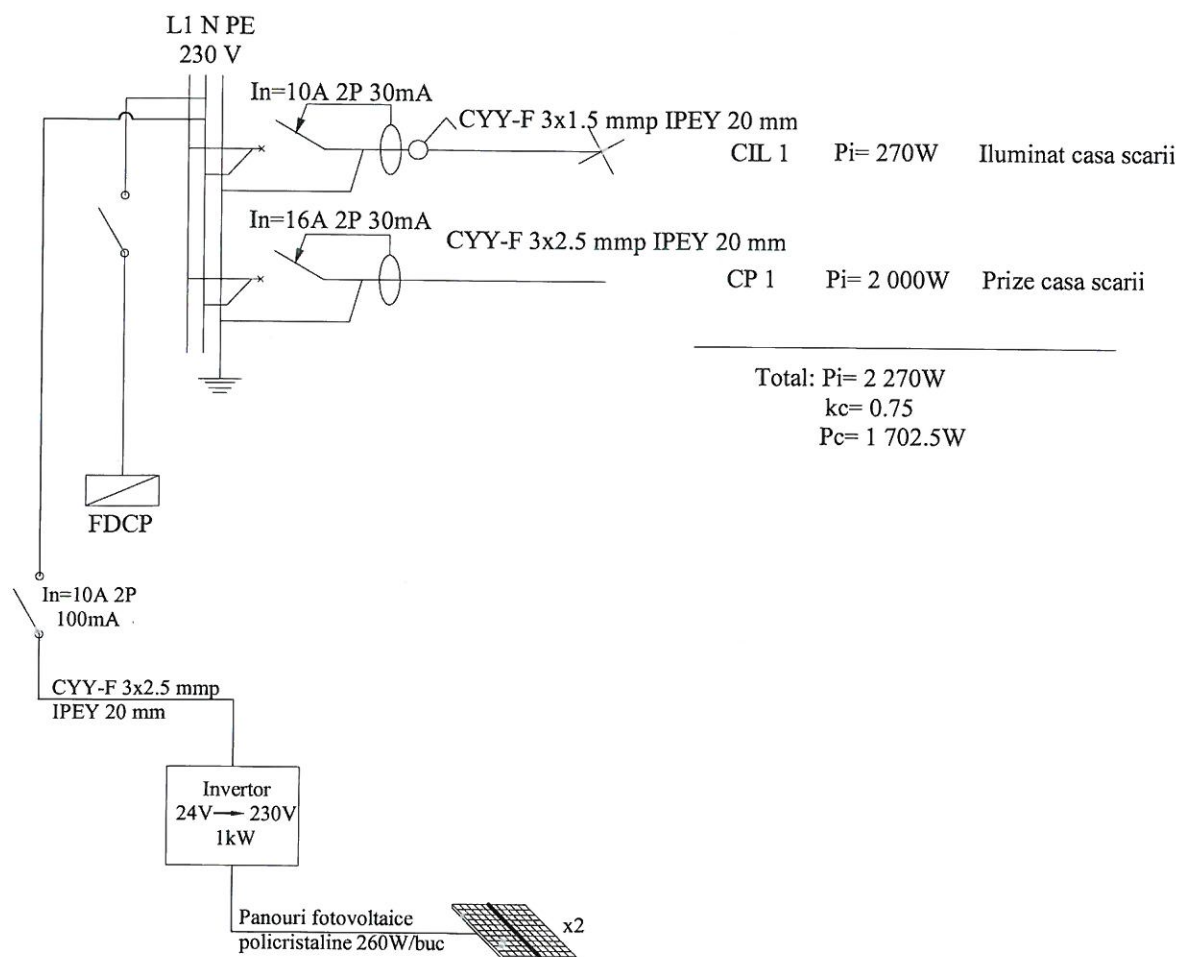 L1 N PE
230 V
In=10A 2P 30mA
CYY-F 3x1.5 mmp IPEY 20 mm
CIL 1 Pi= 270W Iluminat casa scarii
In=16A 2P 30mA
CYY-F 3x2.5 mmp IPEY 20 mm
CP 1 Pi= 2 000W Prize casa scarii
Total: Pi= 2 270W
kc= 0.75
Pc= 1 702.5W
FDCP
In=10A 2P
100mA
CYY-F 3x2.5 mmp
IPEY 20 mm
Invertor
24V 230V
1kW
Panouri fotovoltaice
policristaline 260W/buc
x2